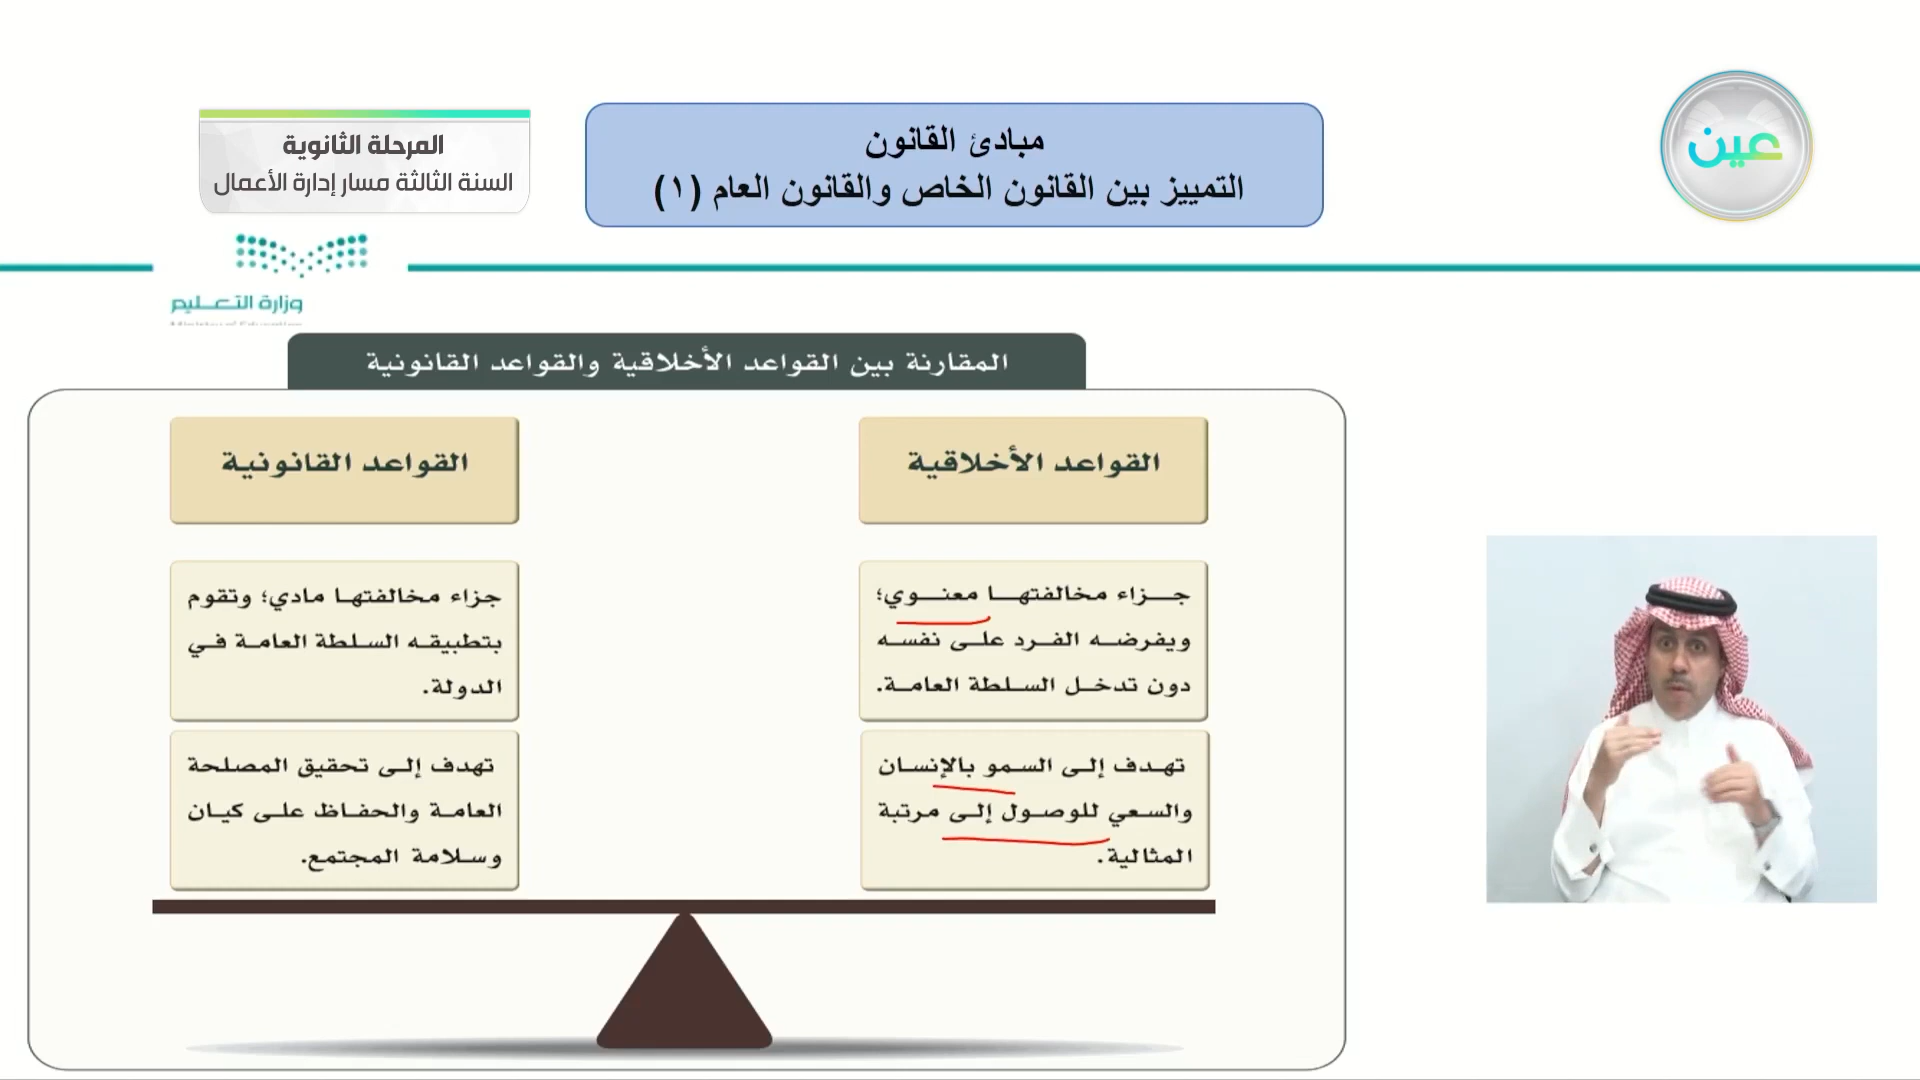 المرحلة الثانوية
السنة الثالثة مسار إدارة الأعمال
مبادئ القانون
التمييز بين القانون الخاص والقانون العام (١)
عين
وزارة التعليم
Ministry of Education
المقارنة بين القواعد الأخلاقية والقواعد القانونية
القواعد الأخلاقية
جزاء مخالفتها معنوي؛
ويفرضه الفرد على نفسه
دون تدخل السلطة العامة.
تهدف إلى السمو بالإنسان
والسعي للوصول إلى مرتبة
المثالية.
القواعد القانونية
جزاء مخالفتها مادي؛ وتقوم
بتطبيقه السلطة العامة في
الدولة.
تهدف إلى تحقيق المصلحة
العامة والحفاظ على كيان
وسلامة المجتمع.